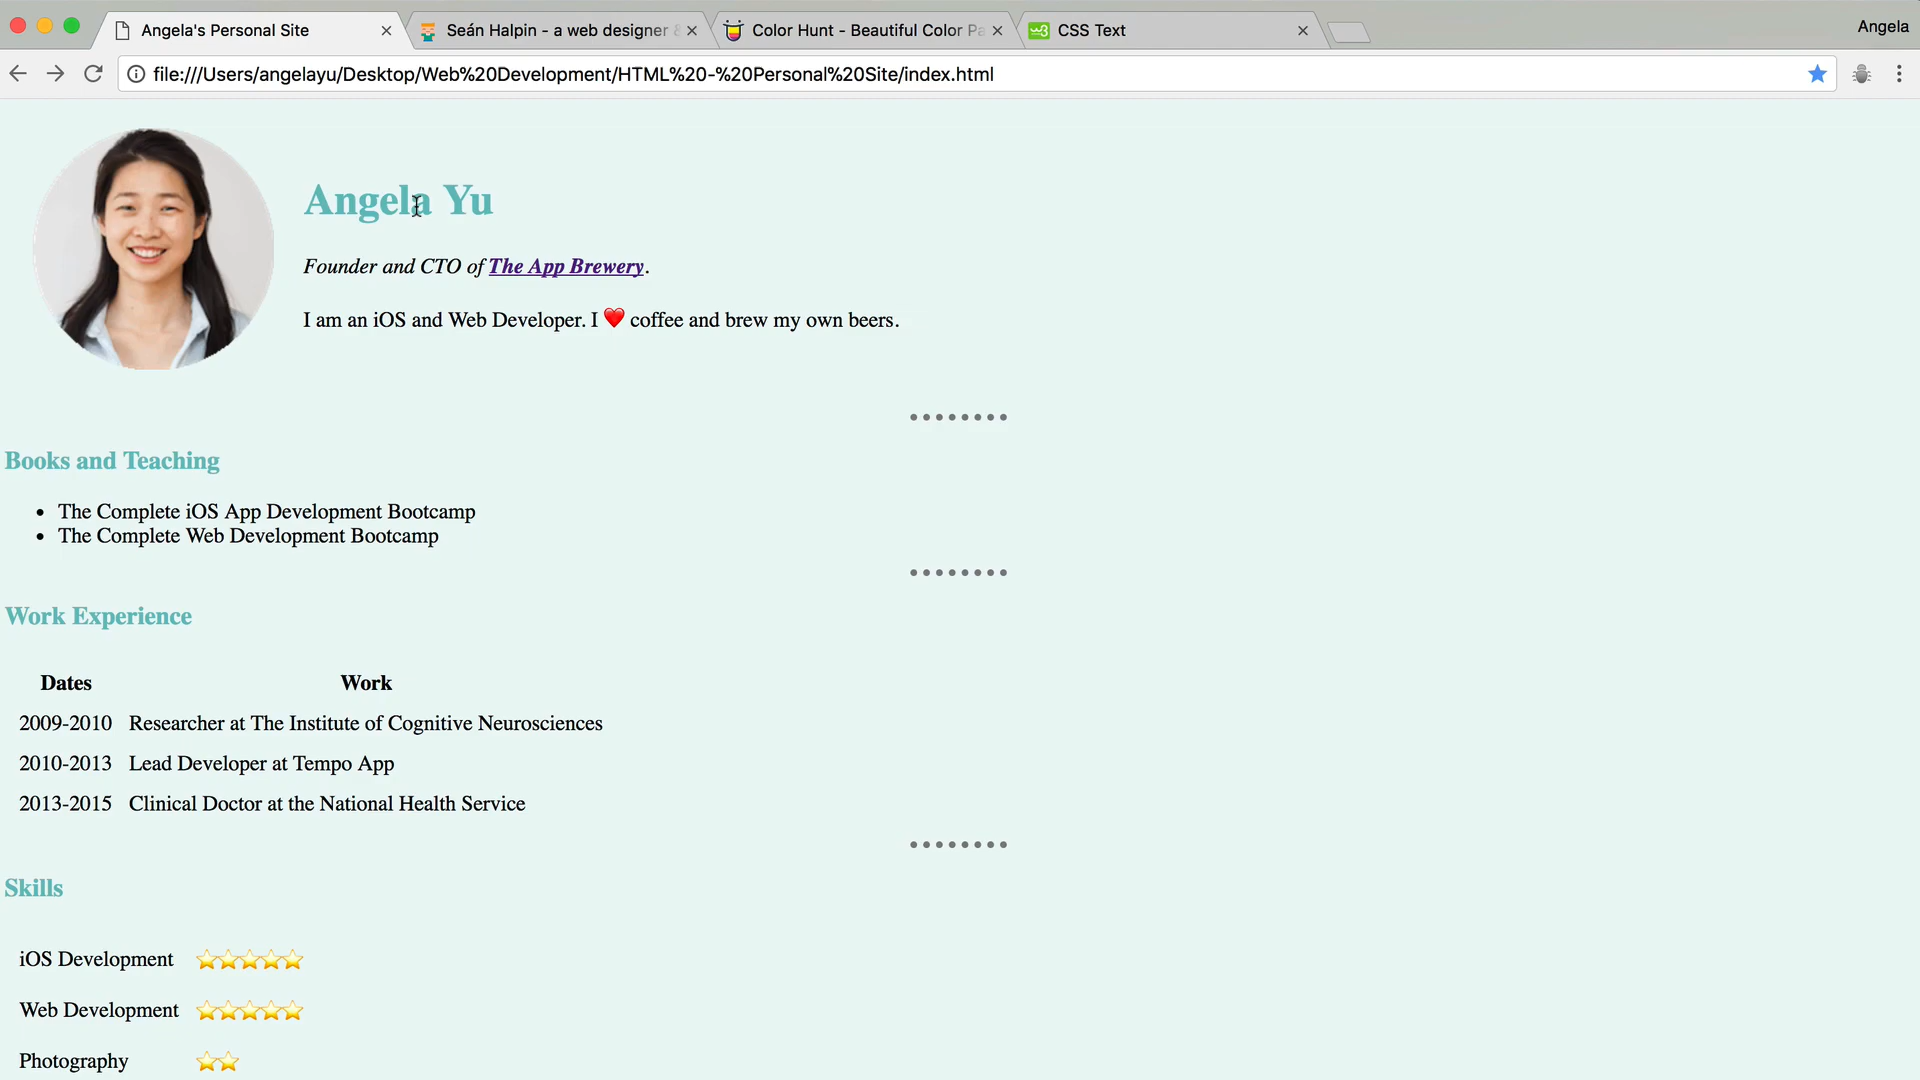 Angela's Personal Site
Seán Halpin - a web designer &
Color Hunt - Beautiful Color Pa
w3 CSS Text
Angela
file:///Users/angelayu/Desktop/Web%20Development/HTML%20-%20Personal%20Site/index.html
Angela Yu
Founder and CTO of The App Brewery.
I am an iOS and Web Developer. I ❤️ coffee and brew my own beers.
Books and Teaching
• The Complete iOS App Development Bootcamp
• The Complete Web Development Bootcamp
Work Experience
Dates Work
2009-2010 Researcher at The Institute of Cognitive Neurosciences
2010-2013 Lead Developer at Tempo App
2013-2015 Clinical Doctor at the National Health Service
Skills
iOS Development ⭐⭐⭐⭐⭐
Web Development ⭐⭐⭐⭐⭐
Photography ⭐⭐